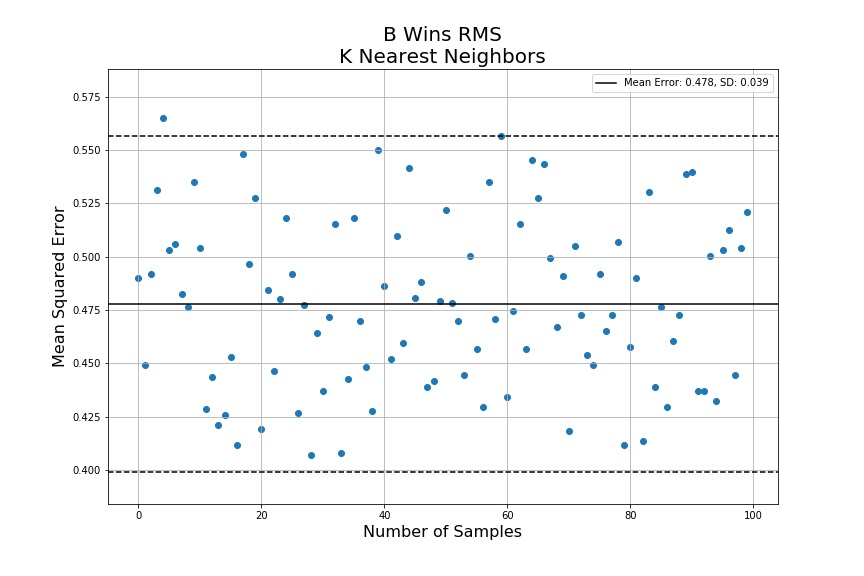 B Wins RMS
K Nearest Neighbors
Mean Error: 0.478, SD: 0.039
Mean Squared Error
0.575
0.550
0.525
0.500
0.475
0.450
0.425
0.400
0 20 40 60 80 100
Number of Samples